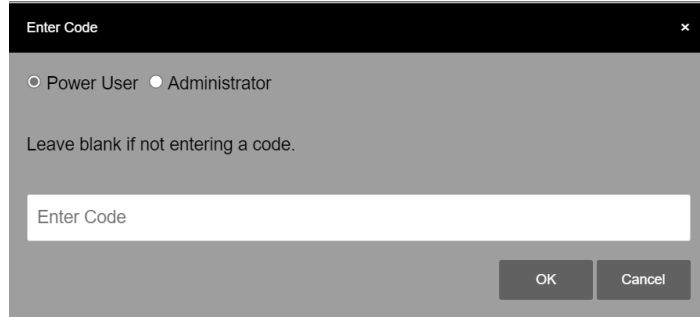 Enter Code ×
Power User Administrator
Leave blank if not entering a code.
Enter Code
OK Cancel